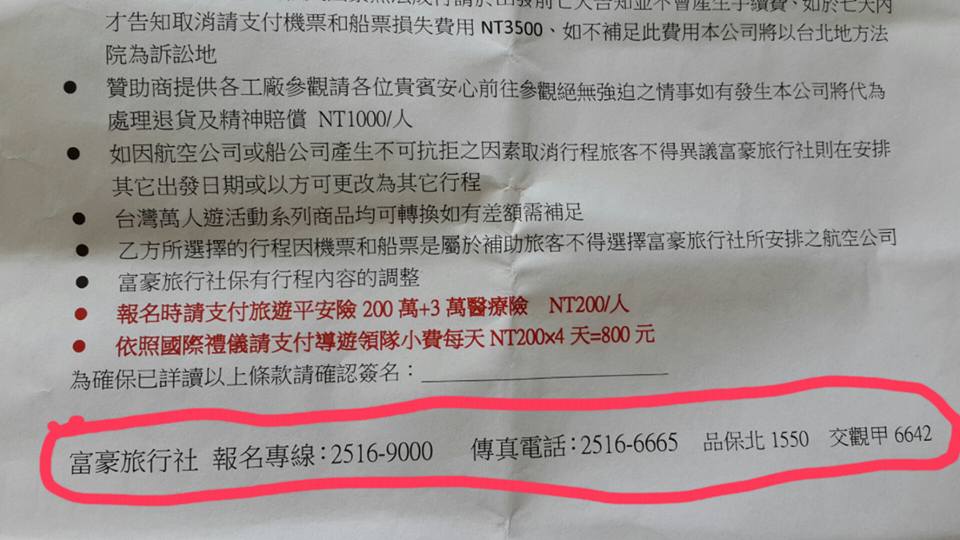 成行請於出發前七天告知並不會產生手續費、如於七天內
才告知取消請支付機票和船票損失費用 NT3500、如不補足此費用本公司將以台北地方法
院為訴訟地
● 贊助商提供各工廠參觀請各位貴賓安心前往參觀絕無強迫之情事如有發生本公司將代為
處理退貨及精神賠償 NT1000/人
● 如因航空公司或船公司產生不可抗拒之因素取消行程旅客不得異議富豪旅行社則在安排
其它出發日期或以方可更改為其它行程
● 台灣萬人遊活動系列商品均可轉換如有差額需補足
● 乙方所選擇的行程因機票和船票是屬於補助旅客不得選擇富豪旅行社所安排之航空公司
● 富豪旅行社保有行程內容的調整
● 報名時請支付旅遊平安險 200 萬+3 萬醫療險 NT200/人
● 依照國際禮儀請支付導遊領隊小費每天 NT200×4 天=800 元
為確保已詳讀以上條款請確認簽名：
富豪旅行社 報名專線：2516-9000 傳真電話：2516-6665 品保北 1550 交觀甲 6642